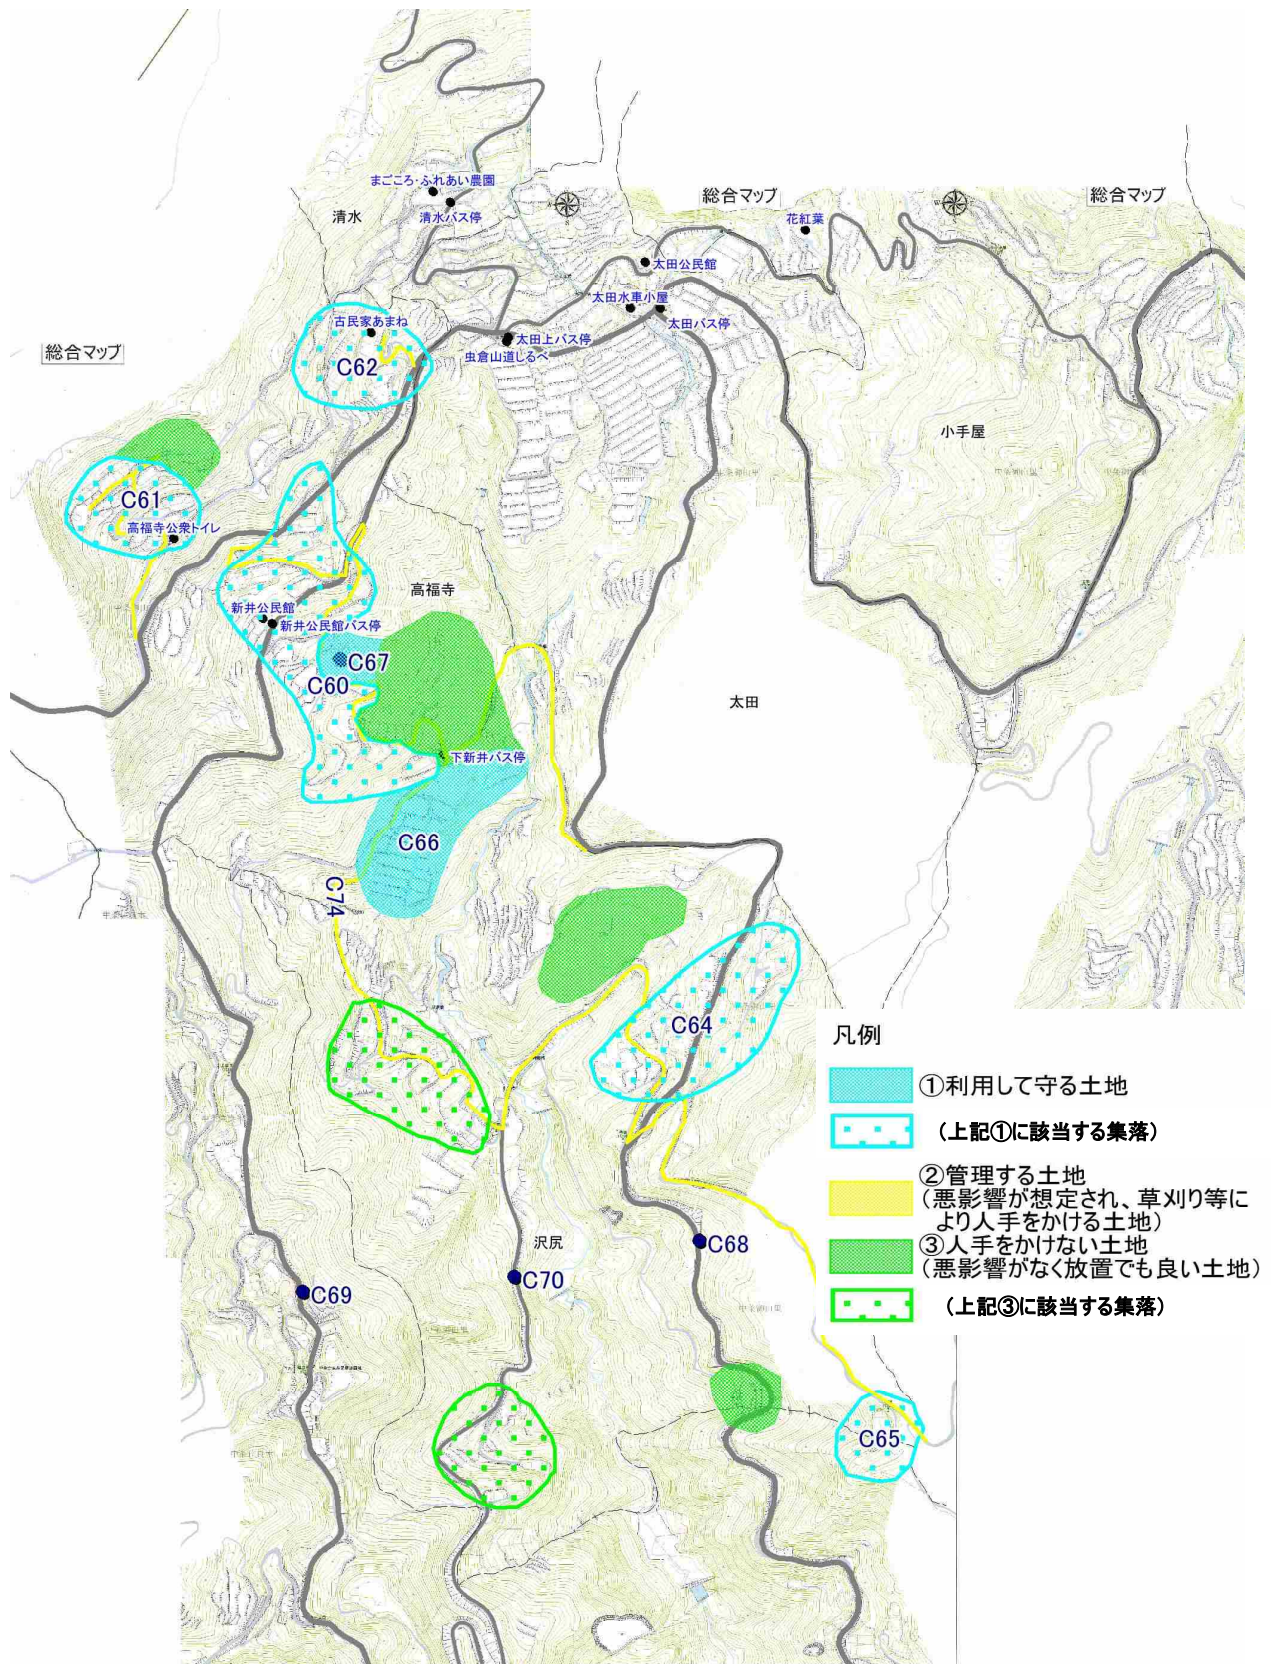 まごころ・ふれあい農園
清水
清水バス停
総合マップ
花紅葉
総合マップ
太田公民館
太田水車小屋
太田バス停
古民家あまね
太田上バス停
虫倉山道しるべ
総合マップ
C62
小手屋
C61
高福寺公衆トイレ
高福寺
新井公民館
新井公民館バス停
C67
C60
太田
下新井バス停
C66
C74
C64
凡例
①利用して守る土地
(上記①に該当する集落)
②管理する土地
(悪影響が想定され、草刈り等に
より人手をかける土地)
③人手をかけない土地
(悪影響がなく放置でも良い土地)
(上記③に該当する集落)
沢尻
C68
C70
C69
C65